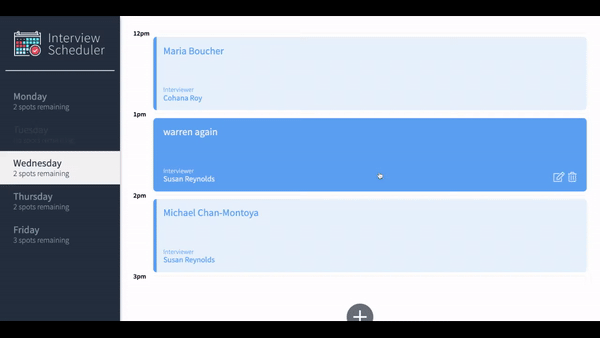 Interview
Scheduler
Monday
2 spots remaining
Tuesday
Wednesday
2 spots remaining
Thursday
2 spots remaining
Friday
3 spots remaining
12pm
Maria Boucher
Interviewer
Cohana Roy
1pm
warren again
Interviewer
Susan Reynolds
2pm
Michael Chan-Montoya
Interviewer
Susan Reynolds
3pm